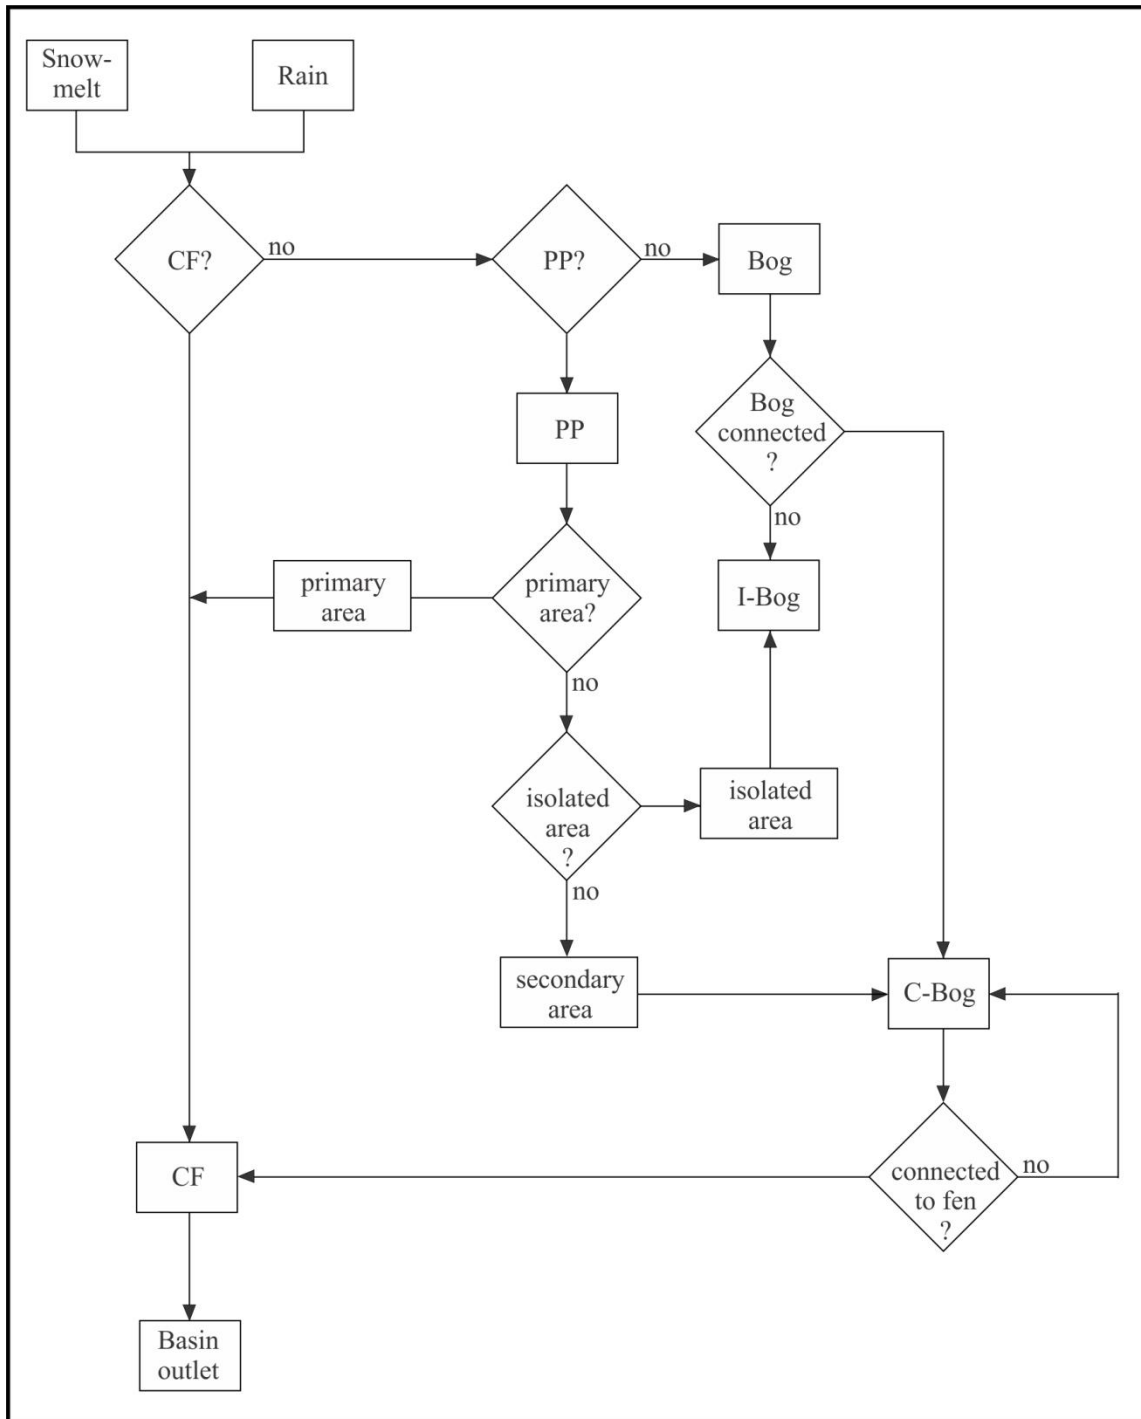 Snow-
melt
Rain
CF?
no
PP?
no
Bog
PP
Bog
connected
?
no
primary
area
primary
area?
I-Bog
no
isolated
area
?
isolated
area
no
secondary
area
C-Bog
CF
connected
to fen
?
no
Basin
outlet